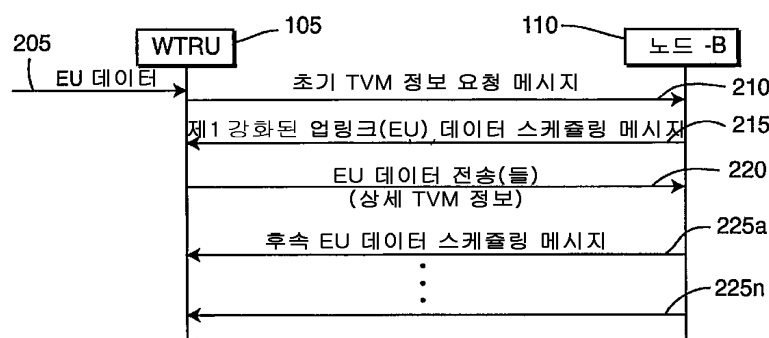 205
WTRU
105
110
노드 -B
EU 데이터
초기 TVM 정보 요청 메시지
210
제1 강화된 업링크(EU) 데이터 스케쥴링 메시지
215
EU 데이터 전송(들)
220
(상세 TVM 정보)
225a
후속 EU 데이터 스케쥴링 메시지
225n